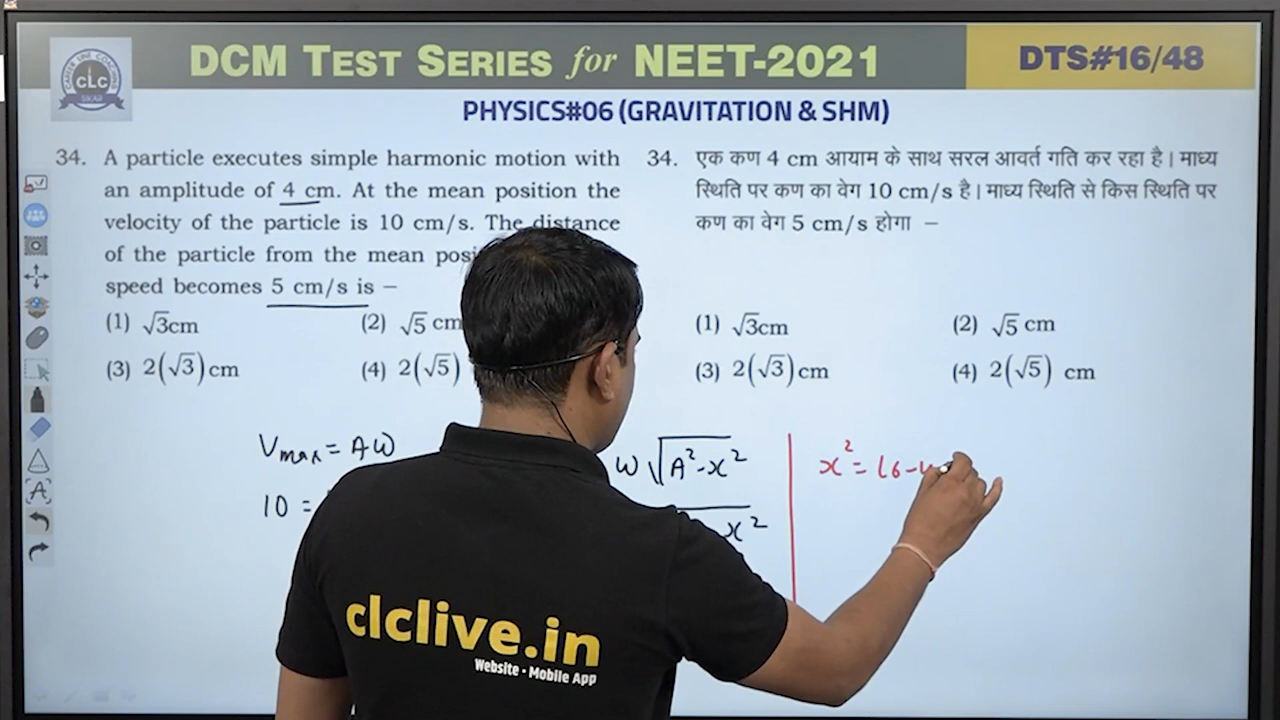 DCM TEST SERIES for NEET-2021
DTS#16/48
CLC
SIKAR
PHYSICS#06 (GRAVITATION & SHM)
34. A particle executes simple harmonic motion with
an amplitude of 4 cm. At the mean position the
velocity of the particle is 10 cm/s. The distance
of the particle from the mean
speed becomes 5 cm/s is –
(1) √3cm
(2) √5 cm
(3) 2(√3)cm
(4) 2(√5)
34. एक कण 4 cm आयाम के साथ सरल आवर्त गति कर रहा है। माध्य
स्थिति पर कण का वेग 10 cm/s है। माध्य स्थिति से किस स्थिति पर
कण का वेग 5 cm/s होगा –
(1) √3cm
(2) √5 cm
(3) 2(√3)cm
(4) 2(√5) cm
Vmax = Aω
10 =
ω√A²-x²
x²
x² = 16-4
clclive.in
Website • Mobile App